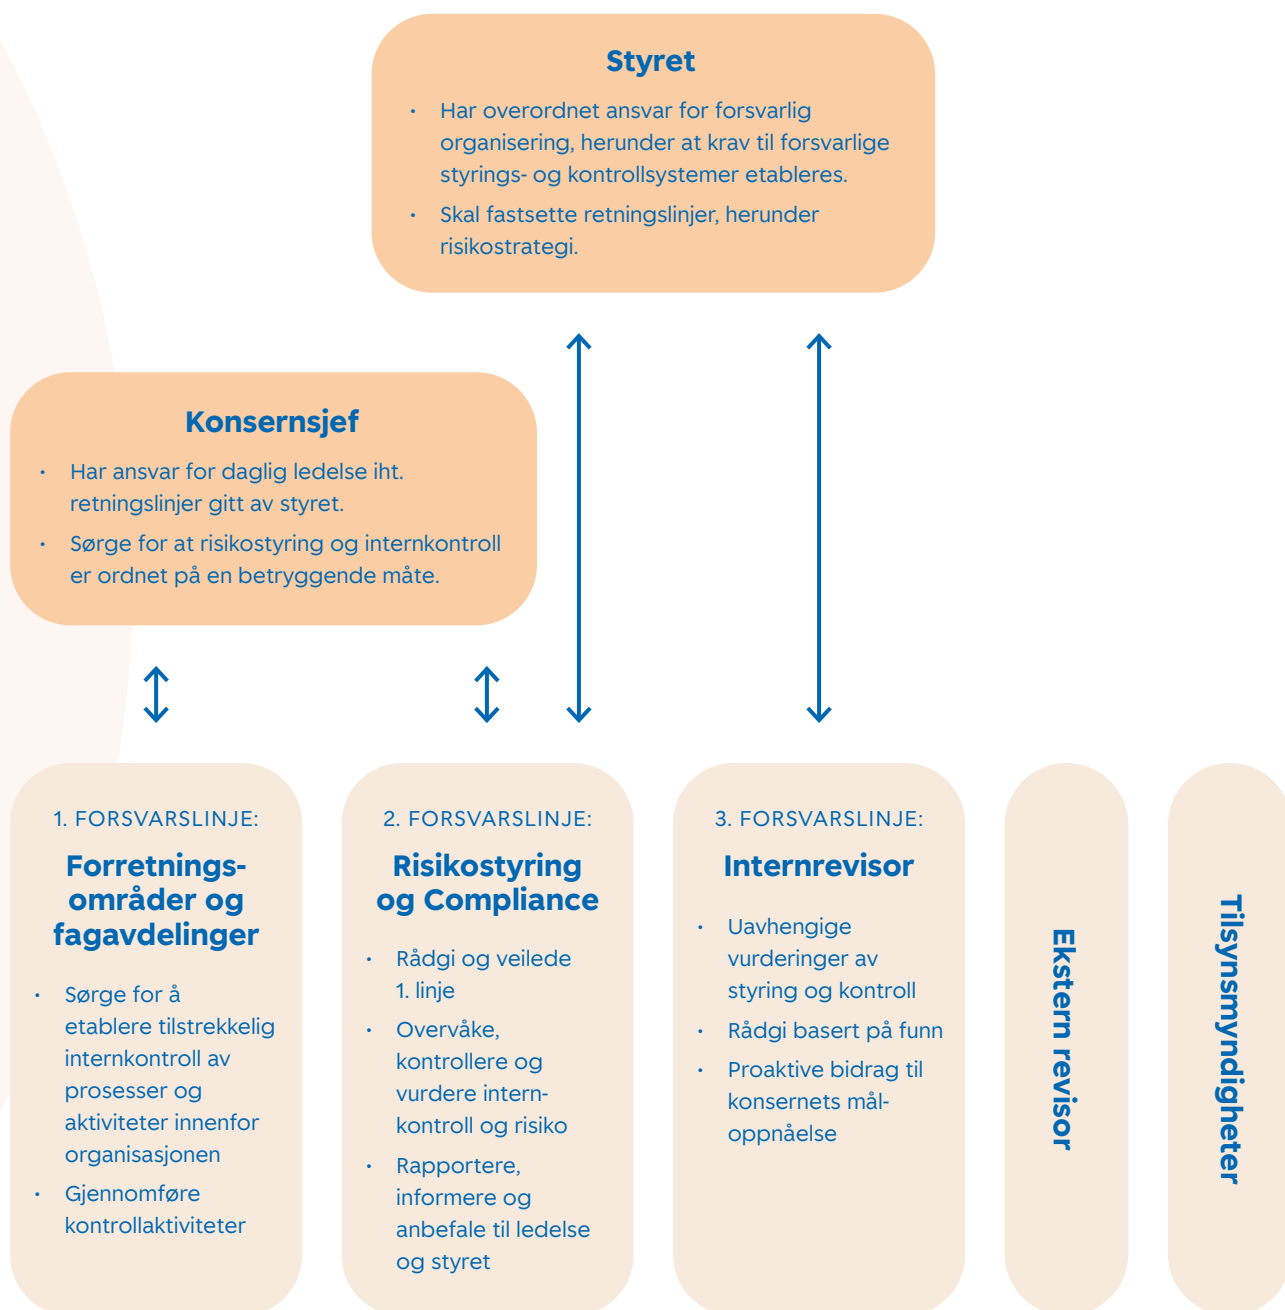 Styret
• Har overordnet ansvar for forsvarlig
organisering, herunder at krav til forsvarlige
styrings- og kontrollsystemer etableres.
• Skal fastsette retningslinjer, herunder
risikostrategi.
Konsernsjef
• Har ansvar for daglig ledelse iht.
retningslinjer gitt av styret.
• Sørge for at risikostyring og internkontroll
er ordnet på en betryggende måte.
1. FORSVARSLINJE:
Forretnings-
områder og
fagavdelinger
• Sørge for å
etablere tilstrekkelig
internkontroll av
prosesser og
aktiviteter innenfor
organisasjonen
• Gjennomføre
kontrollaktiviteter
2. FORSVARSLINJE:
Risikostyring
og Compliance
• Rådgi og veilede
1. linje
• Overvåke,
kontrollere og
vurdere intern-
kontroll og risiko
• Rapportere,
informere og
anbefale til ledelse
og styret
3. FORSVARSLINJE:
Internrevisor
• Uavhengige
vurderinger av
styring og kontroll
• Rådgi basert på funn
• Proaktive bidrag til
konsernets mål-
oppnåelse
Ekstern revisor
Tilsynsmyndigheter